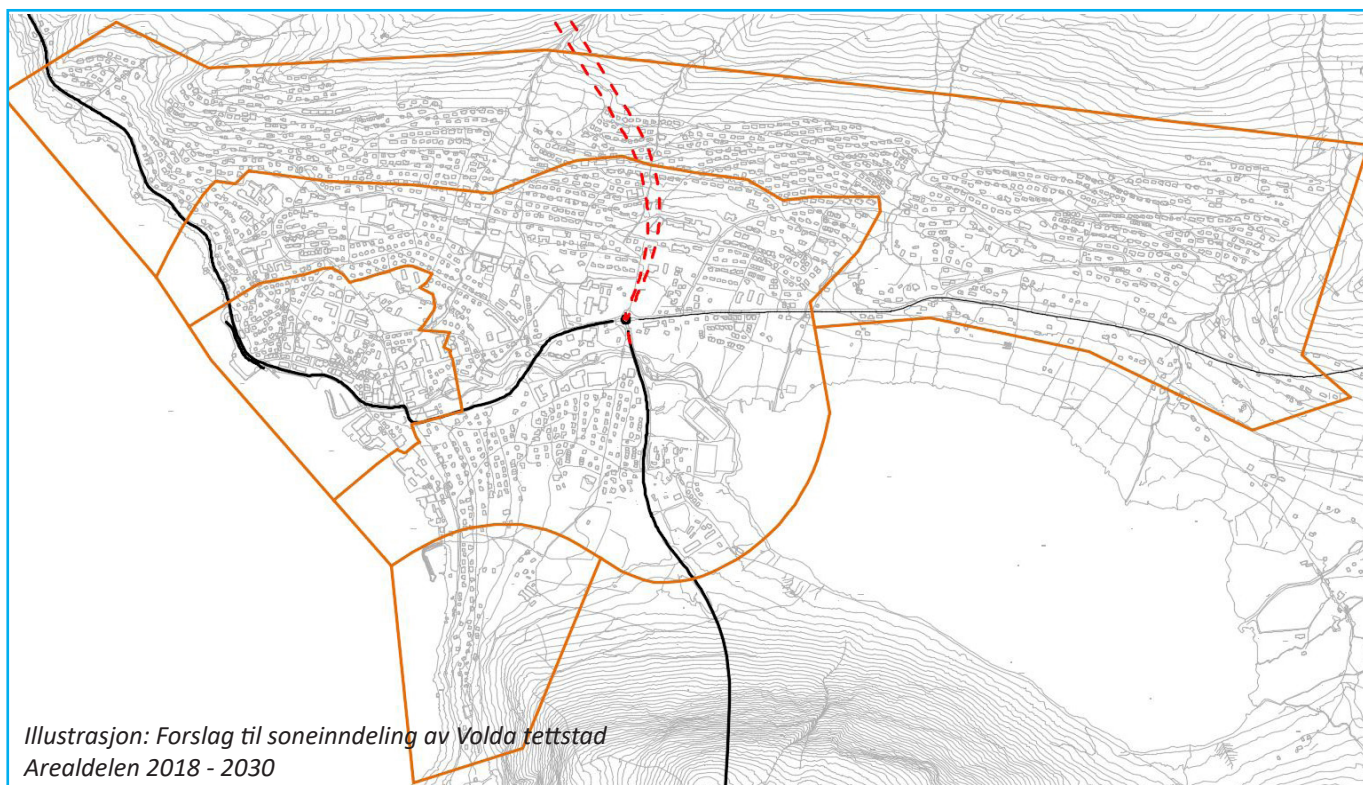 Illustrasjon: Forslag til soneinndeling av Volda tettstad
Arealdelen 2018 - 2030